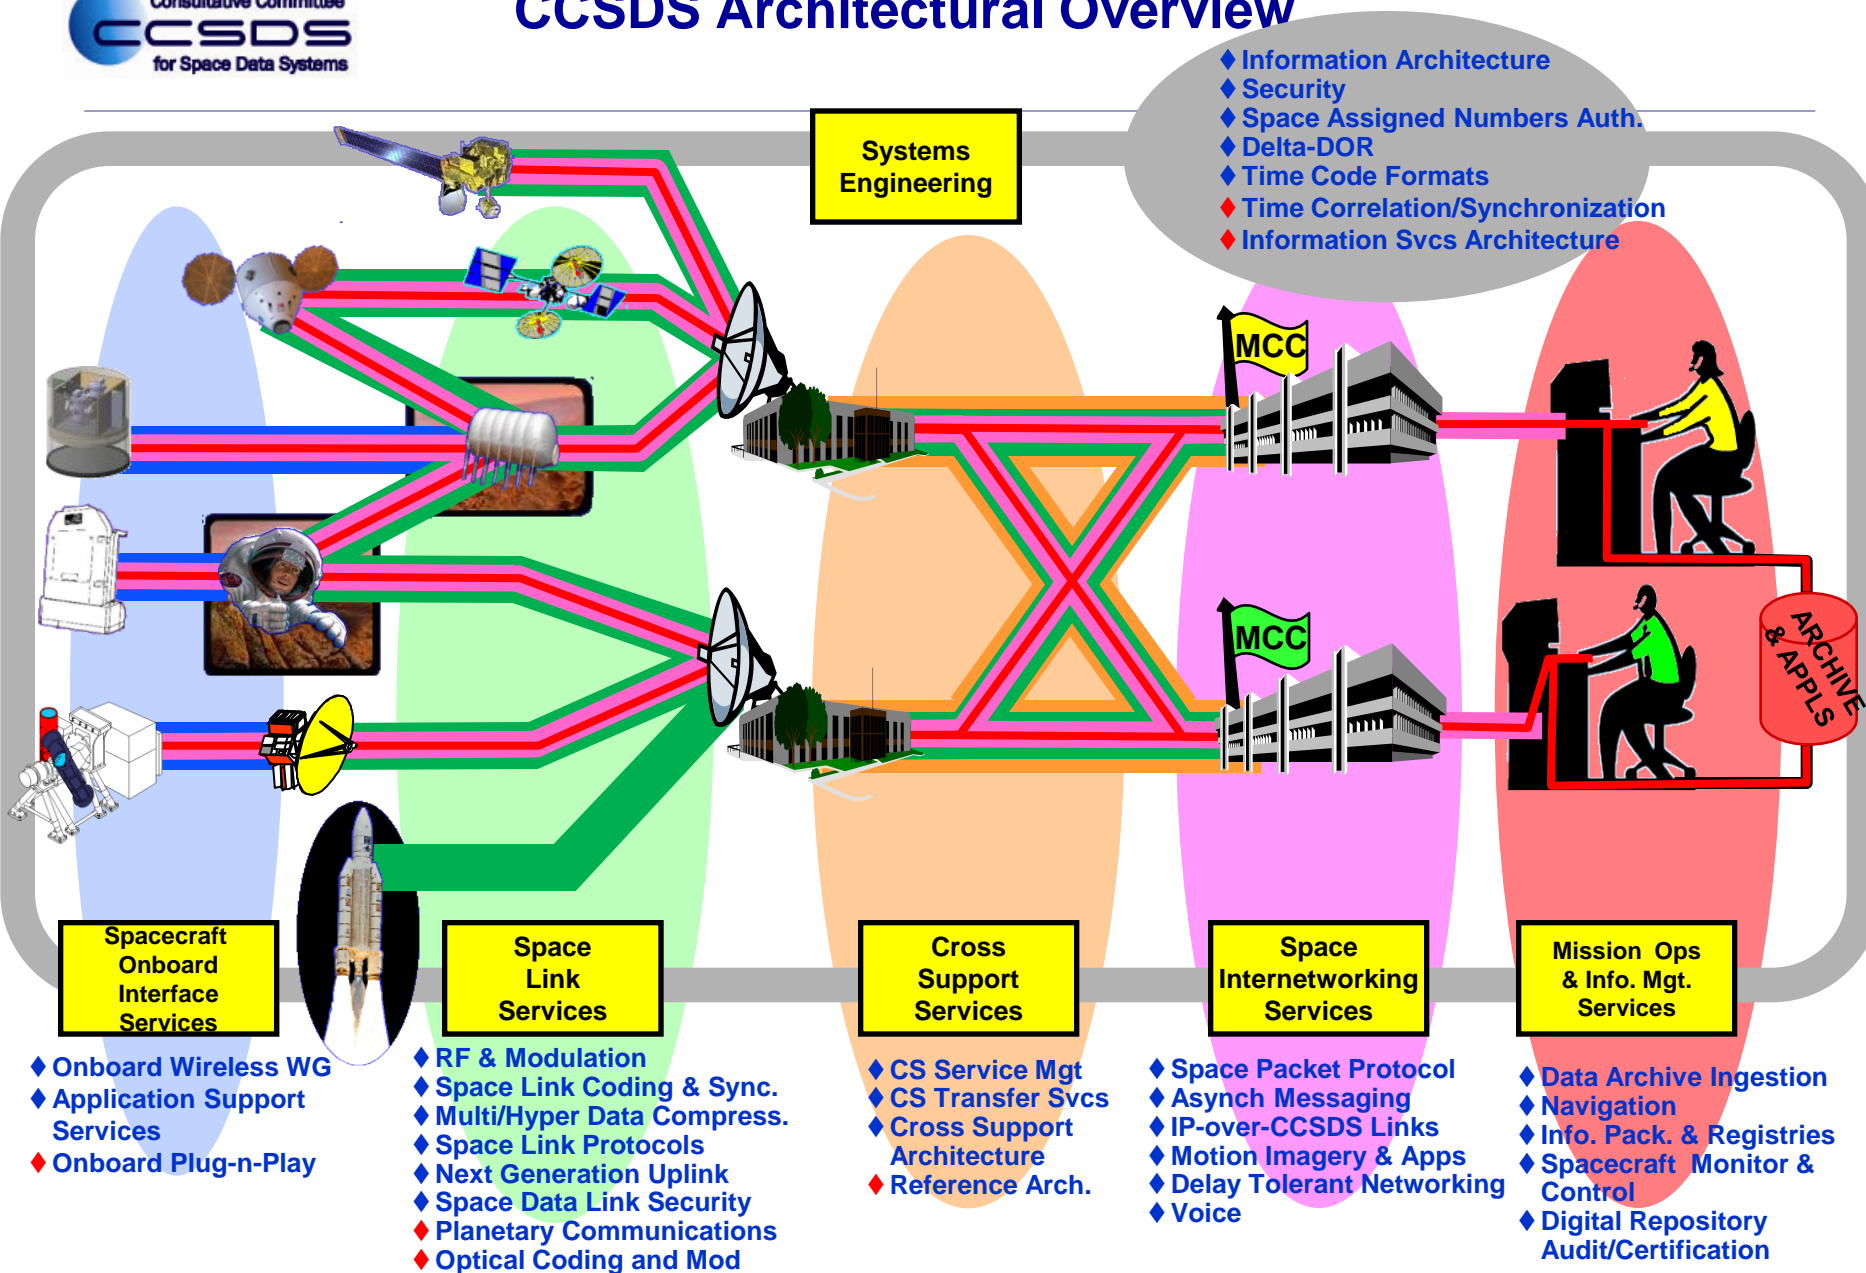 Consultative Committee
CCSDS
for Space Data Systems
CCSDS Architectural Overview
Information Architecture
Security
Space Assigned Numbers Auth.
Delta-DOR
Time Code Formats
Time Correlation/Synchronization
Information Svcs Architecture
Systems
Engineering
MCC
MCC
ARCHIVE
& APPLS
Spacecraft
Onboard
Interface
Services
Space
Link
Services
Cross
Support
Services
Space
Internetworking
Services
Mission Ops
& Info. Mgt.
Services
Onboard Wireless WG
Application Support
Services
Onboard Plug-n-Play
RF & Modulation
Space Link Coding & Sync.
Multi/Hyper Data Compress.
Space Link Protocols
Next Generation Uplink
Space Data Link Security
Planetary Communications
Optical Coding and Mod
CS Service Mgt
CS Transfer Svcs
Cross Support
Architecture
Reference Arch.
Space Packet Protocol
Asynch Messaging
IP-over-CCSDS Links
Motion Imagery & Apps
Delay Tolerant Networking
Voice
Data Archive Ingestion
Navigation
Info. Pack. & Registries
Spacecraft Monitor &
Control
Digital Repository
Audit/Certification